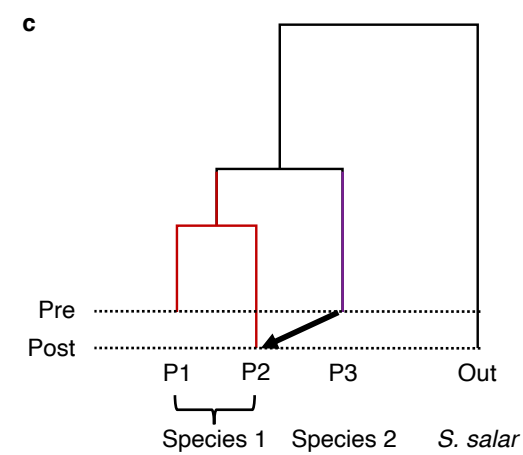 c
Pre
Post
P1 P2 P3 Out
Species 1 Species 2 S. salar